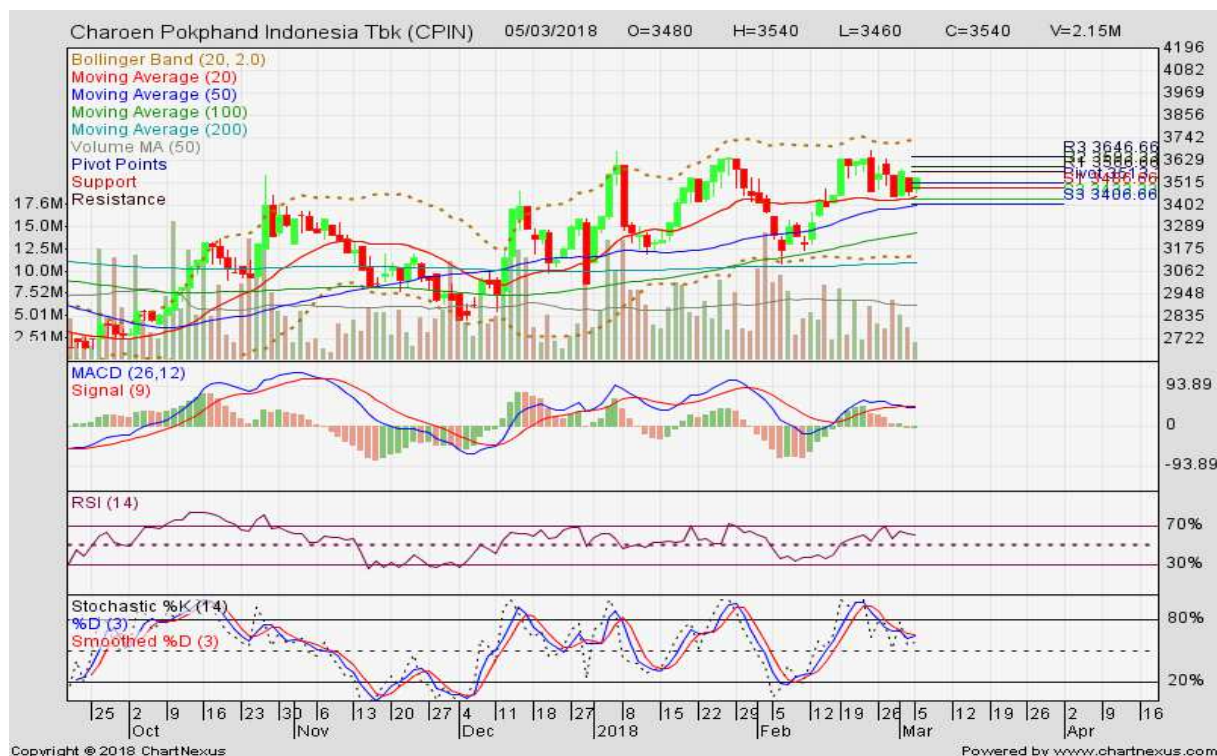 Charoen Pokphand Indonesia Tbk (CPIN) 05/03/2018 O=3480 H=3540 L=3460 C=3540 V=2.15M
Bollinger Band (20, 2.0)
Moving Average (20)
Moving Average (50)
Moving Average (100)
Moving Average (200)
Volume MA (50)
Pivot Points
Support
Resistance
17.6M
15.0M
12.5M
10.0M
7.52M
5.01M
2.51M
4196
4082
3969
3856
3742
3629
3515
3402
3289
3175
3062
2948
2835
2722
R3 3646.66
S3 3406.66
MACD (26,12)
Signal (9)
93.89
0
-93.89
RSI (14)
70%
30%
Stochastic %K (14)
%D (3)
Smoothed %D (3)
80%
20%
25 2 9 16 23 30 6 13 20 27 4 11 18 27 8 15 22 29 5 12 19 26 5 12 19 26 2 9 16
Oct Nov Dec 2018 Feb Mar Apr
Copyright © 2018 ChartNexus
Powered by www.chartnexus.com